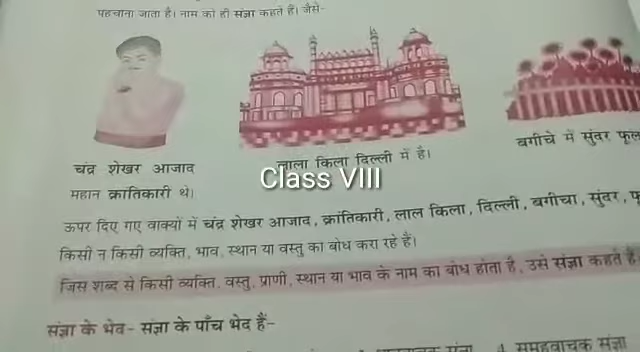 पहचाना जाता है। नाम को ही संज्ञा कहते हैं। जैसे-
चंद्र शेखर आजाद
महान क्रांतिकारी थे।
लाला किला दिल्ली में है।
बगीचे में सुंदर फूल
Class VIII
ऊपर दिए गए वाक्यों में चंद्र शेखर आजाद, क्रांतिकारी, लाल किला, दिल्ली, बगीचा, सुंदर,
किसी न किसी व्यक्ति, भाव, स्थान या वस्तु का बोध करा रहे हैं।
जिस शब्द से किसी व्यक्ति, वस्तु, प्राणी, स्थान या भाव के नाम का बोध होता है, उसे संज्ञा कहते हैं
संज्ञा के भेद- संज्ञा के पाँच भेद हैं-
4. समूहवाचक संज्ञा